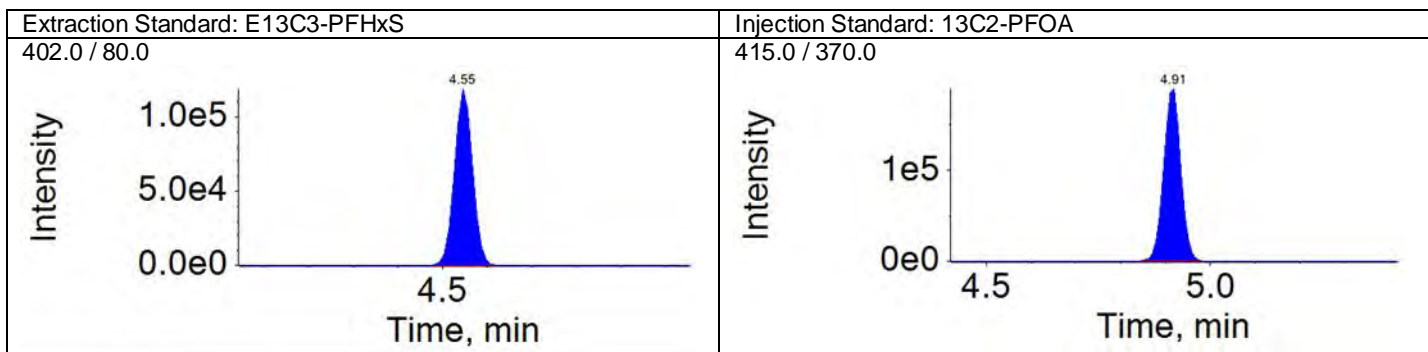 Extraction Standard: E13C3-PFHxS
402.0 / 80.0
4.55
1.0e5
5.0e4
0.0e0
Intensity
4.5
Time, min
Injection Standard: 13C2-PFOA
415.0 / 370.0
4.91
1e5
0e0
Intensity
4.5 5.0
Time, min